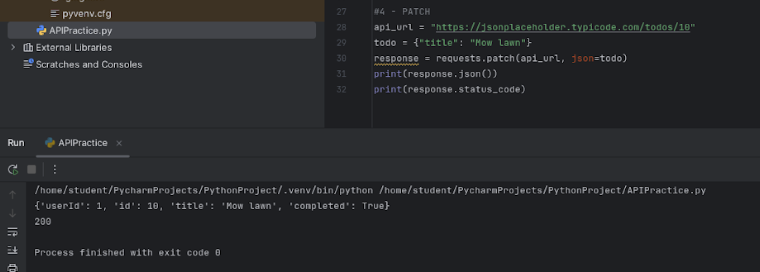 pyvenv.cfg
APIPractice.py
External Libraries
Scratches and Consoles
27 #4 - PATCH
28 api_url = "https://jsonplaceholder.typicode.com/todos/10"
29 todo = {"title": "Mow lawn"}
30 response = requests.patch(api_url, json=todo)
31 print(response.json())
32 print(response.status_code)
Run APIPractice
/home/student/PycharmProjects/PythonProject/.venv/bin/python /home/student/PycharmProjects/PythonProject/APIPractice.py
{'userId': 1, 'id': 10, 'title': 'Mow lawn', 'completed': True}
200
Process finished with exit code 0